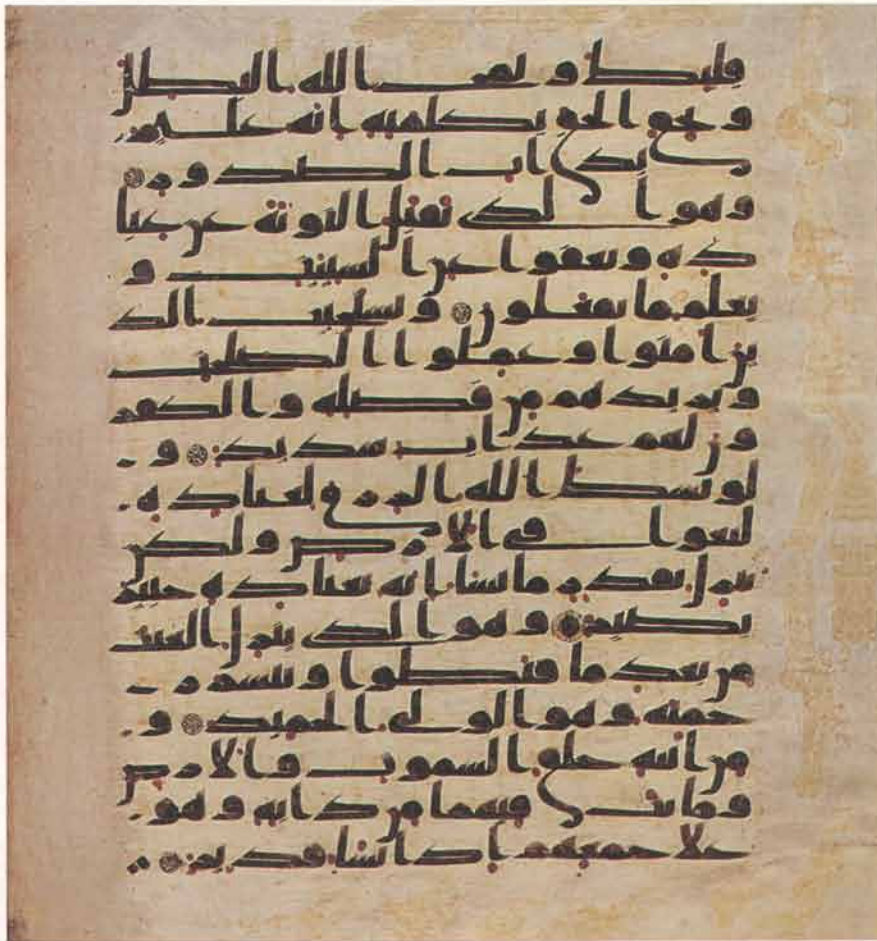 قلبك و يمح الله البطل
و يحق الحق بكلمته انه عليم
بذات الصدور
وهو الذي يقبل التوبة عن عبا
ده ويعفوا عن السيات و
يعلم ما يفعلون ويستجيب الذ
ين امنوا وعملوا الصلحت
ويزيدهم من فضله والكفر
ون لهم عذاب شديد و
لو بسط الله الرزق لعباده
لبغوا في الارض ولكن
ينزل بقدر ما يشا انه بعباده خبير
بصير وهو الذي ينزل الغيث
من بعد ما قنطوا وينشر ر
حمته وهو الولي الحميد و
من ايته خلق السموت والارض
وما بث فيهما من دابة وهو
على جمعهم اذا يشا قدير